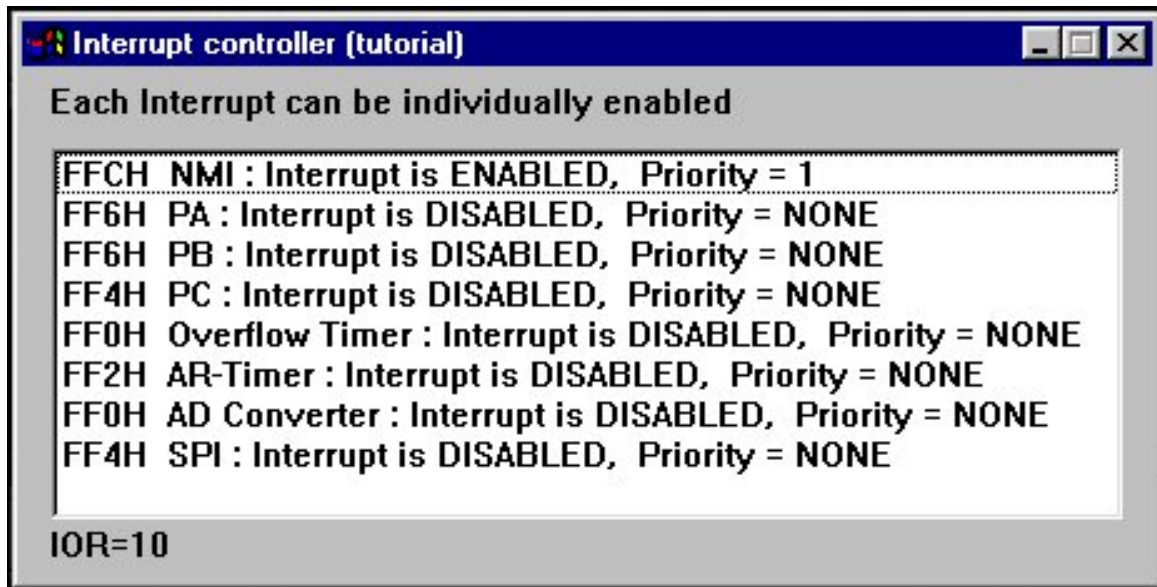 Interrupt controller (tutorial)
Each Interrupt can be individually enabled
FFCH NMI : Interrupt is ENABLED, Priority = 1
FF6H PA : Interrupt is DISABLED, Priority = NONE
FF6H PB : Interrupt is DISABLED, Priority = NONE
FF4H PC : Interrupt is DISABLED, Priority = NONE
FF0H Overflow Timer : Interrupt is DISABLED, Priority = NONE
FF2H AR-Timer : Interrupt is DISABLED, Priority = NONE
FF0H AD Converter : Interrupt is DISABLED, Priority = NONE
FF4H SPI : Interrupt is DISABLED, Priority = NONE
IOR=10